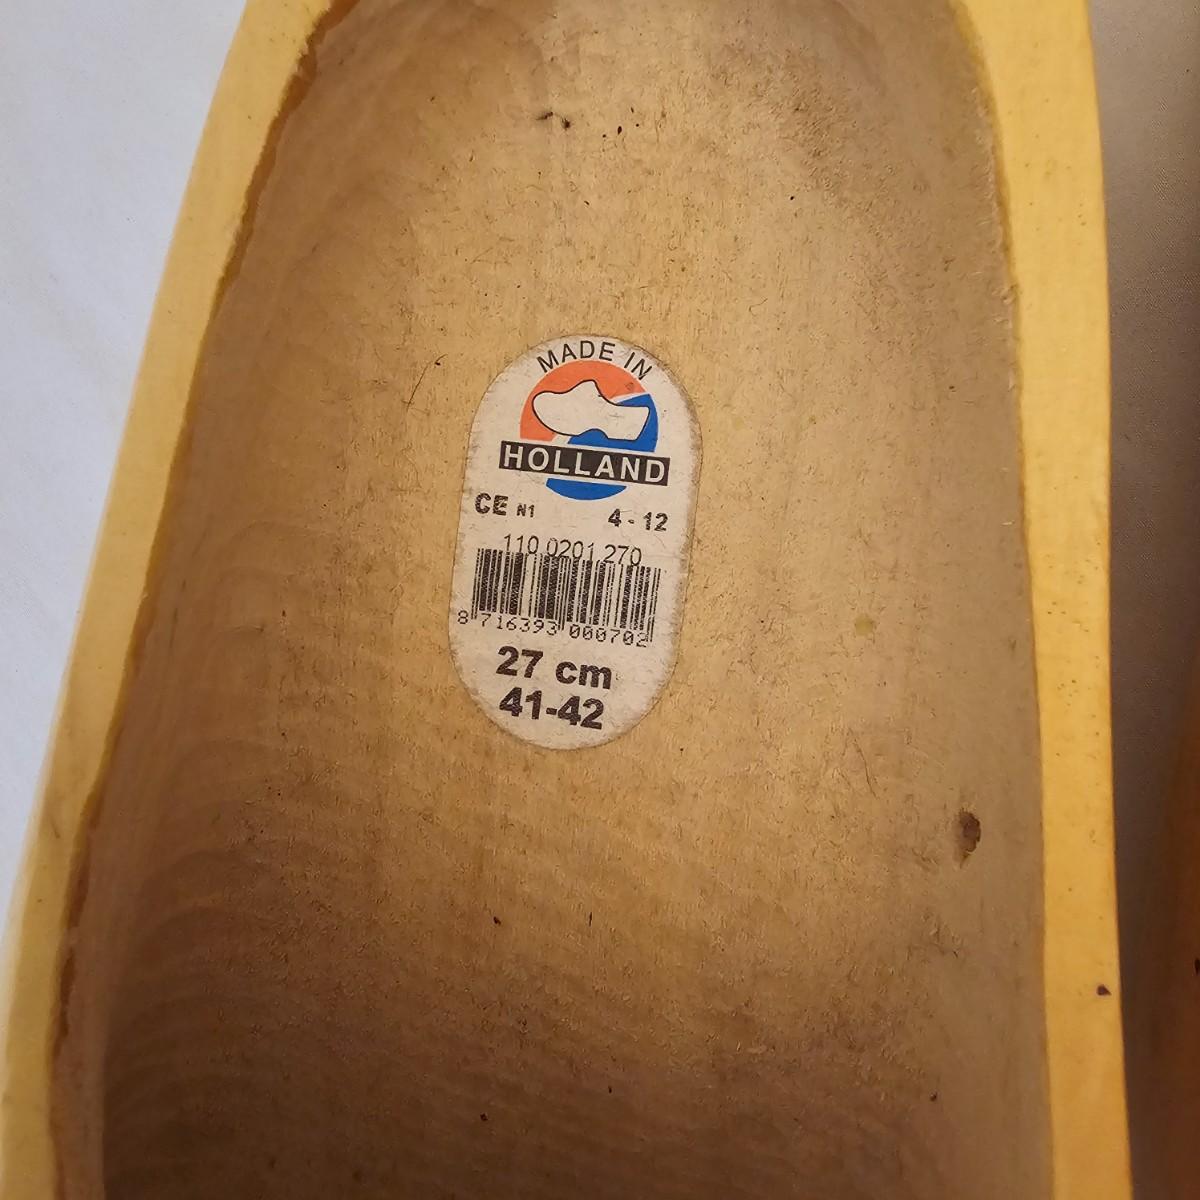 MADE IN
HOLLAND
CE N1 4 - 12
110 0201 270
8 716393 000702
27 cm
41-42